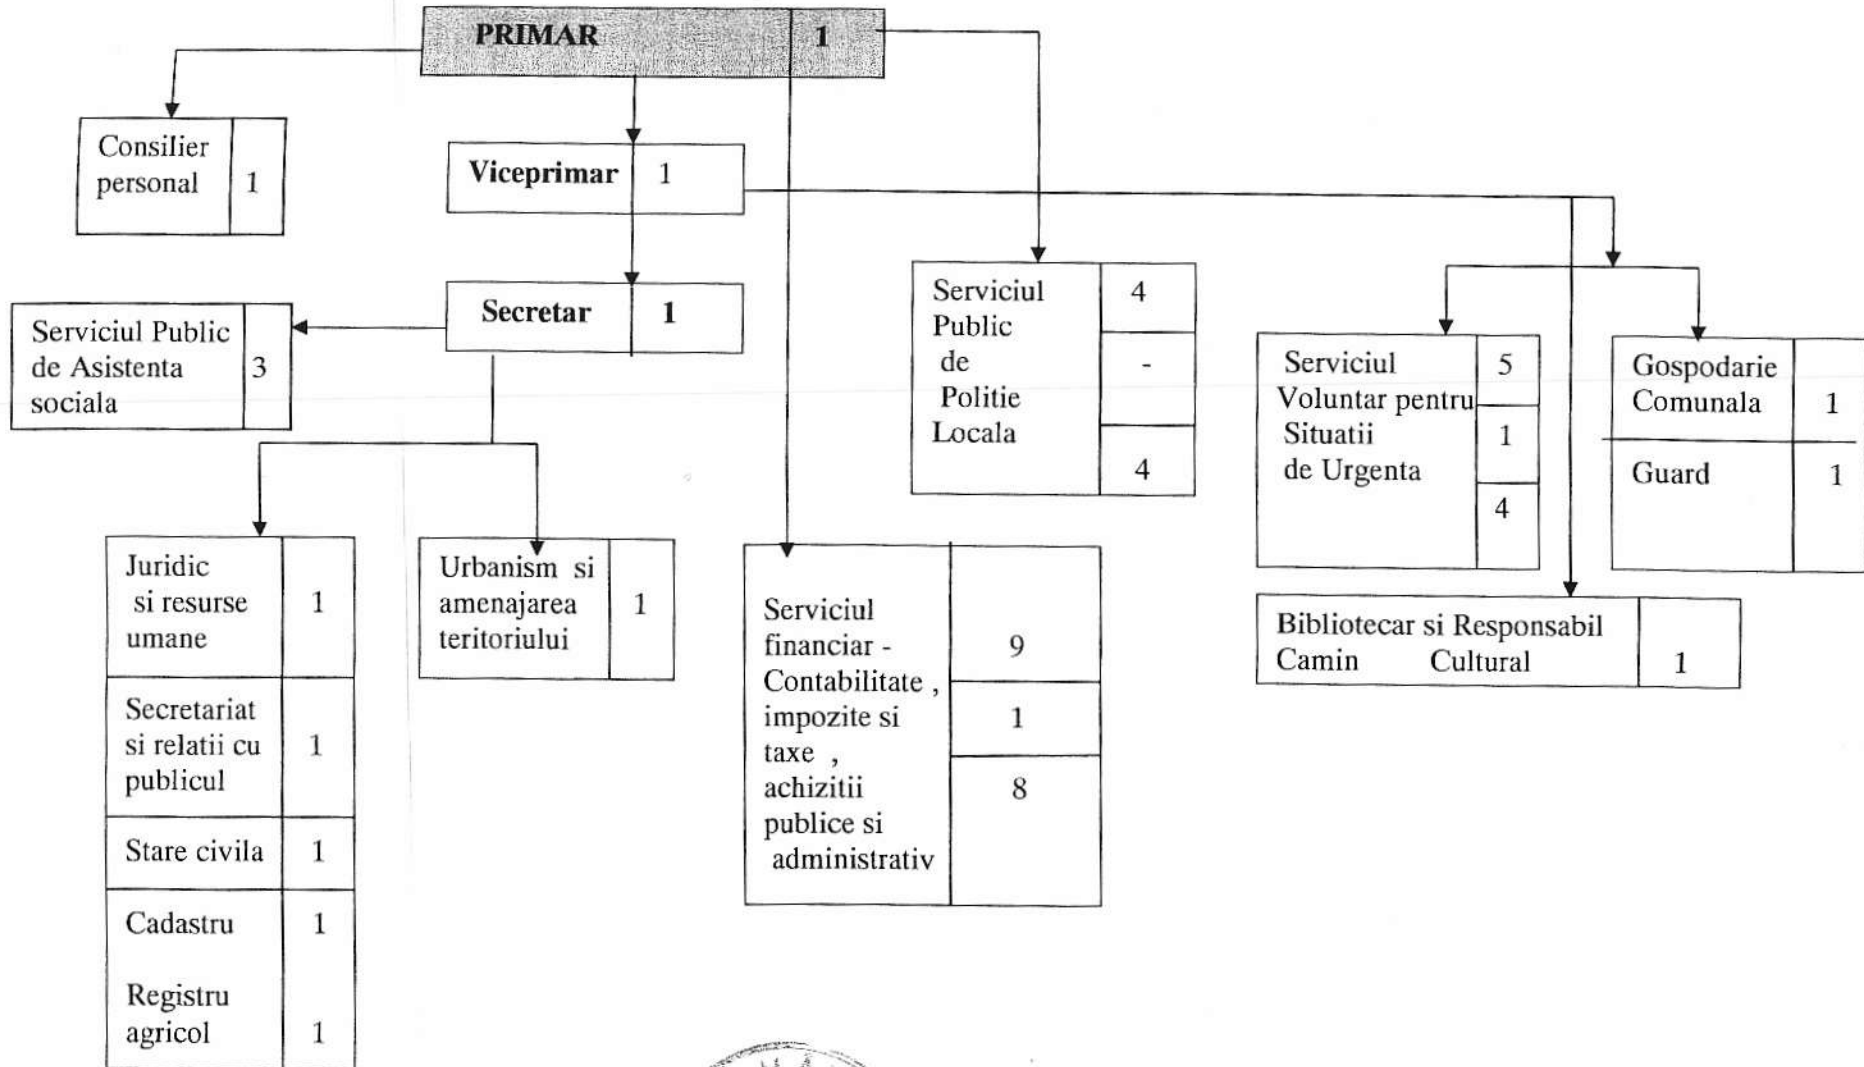 PRIMAR 1
Consilier
personal 1
Viceprimar 1
Secretar 1
Serviciul Public
de Asistenta 3
sociala
Serviciul 4
Public
de -
Politie
Locala
4
Serviciul 5
Voluntar pentru
Situatii 1
de Urgenta
4
Gospodarie
Comunala 1
Guard 1
Juridic
si resurse 1
umane
Urbanism si
amenajarea 1
teritoriului
Serviciul
financiar - 9
Contabilitate ,
impozite si 1
taxe ,
achizitii 8
publice si
administrativ
Bibliotecar si Responsabil
Camin Cultural 1
Secretariat
si relatii cu 1
publicul
Stare civila 1
Cadastru 1
Registru
agricol 1